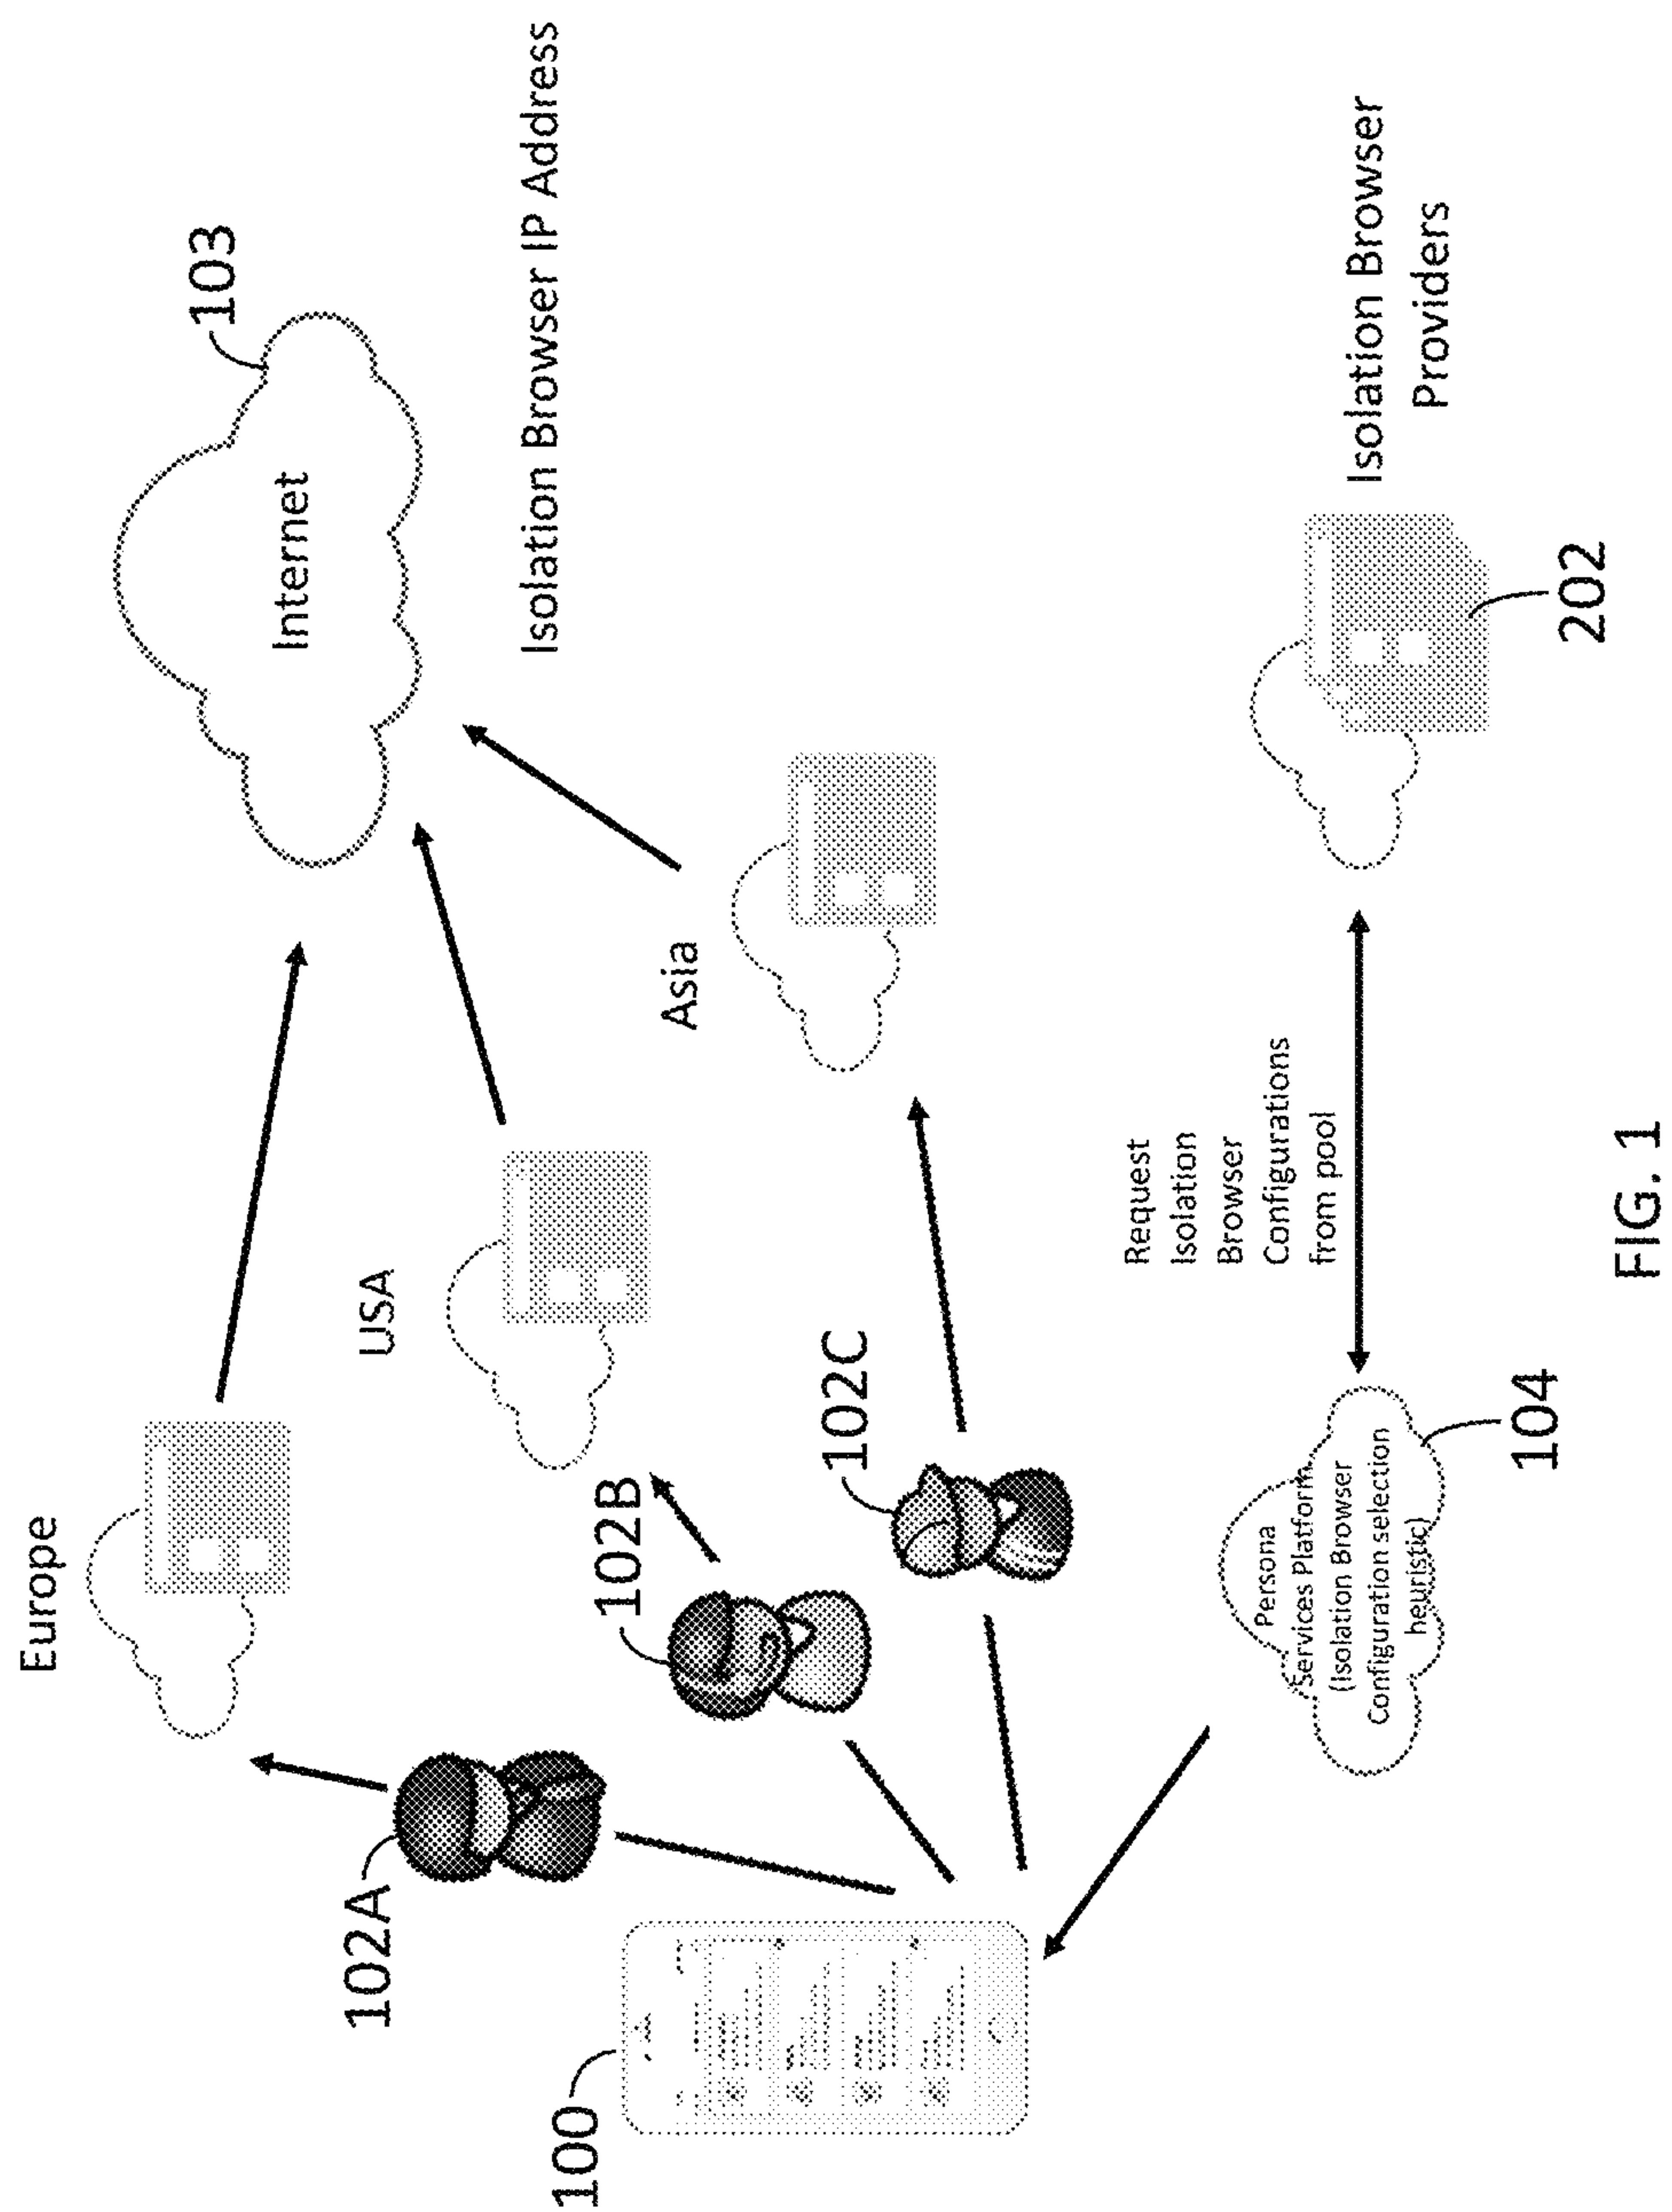 Europe
103
Internet
102A
USA
Isolation Browser IP Address
100
102B
Asia
102C
Request
Isolation
Browser
Configurations
from pool
Persona
Services Platform
(Isolation Browser
Configuration selection
heuristic)
104
Isolation Browser
Providers
202
FIG. 1